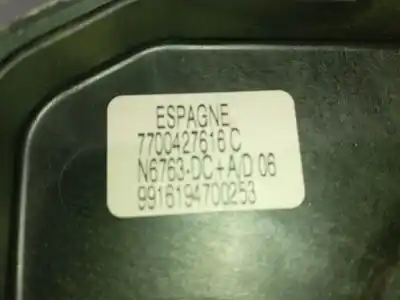 ESPAGNE
7700427616 C
N6763-DC+A/D 06
9916194700253